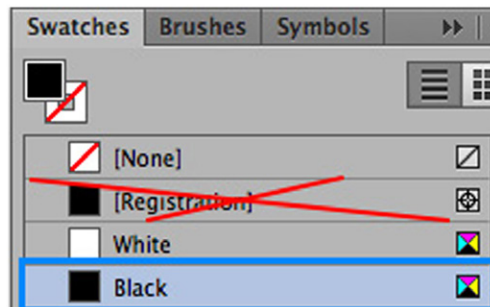 Swatches Brushes Symbols
[None]
[Registration]
White
Black